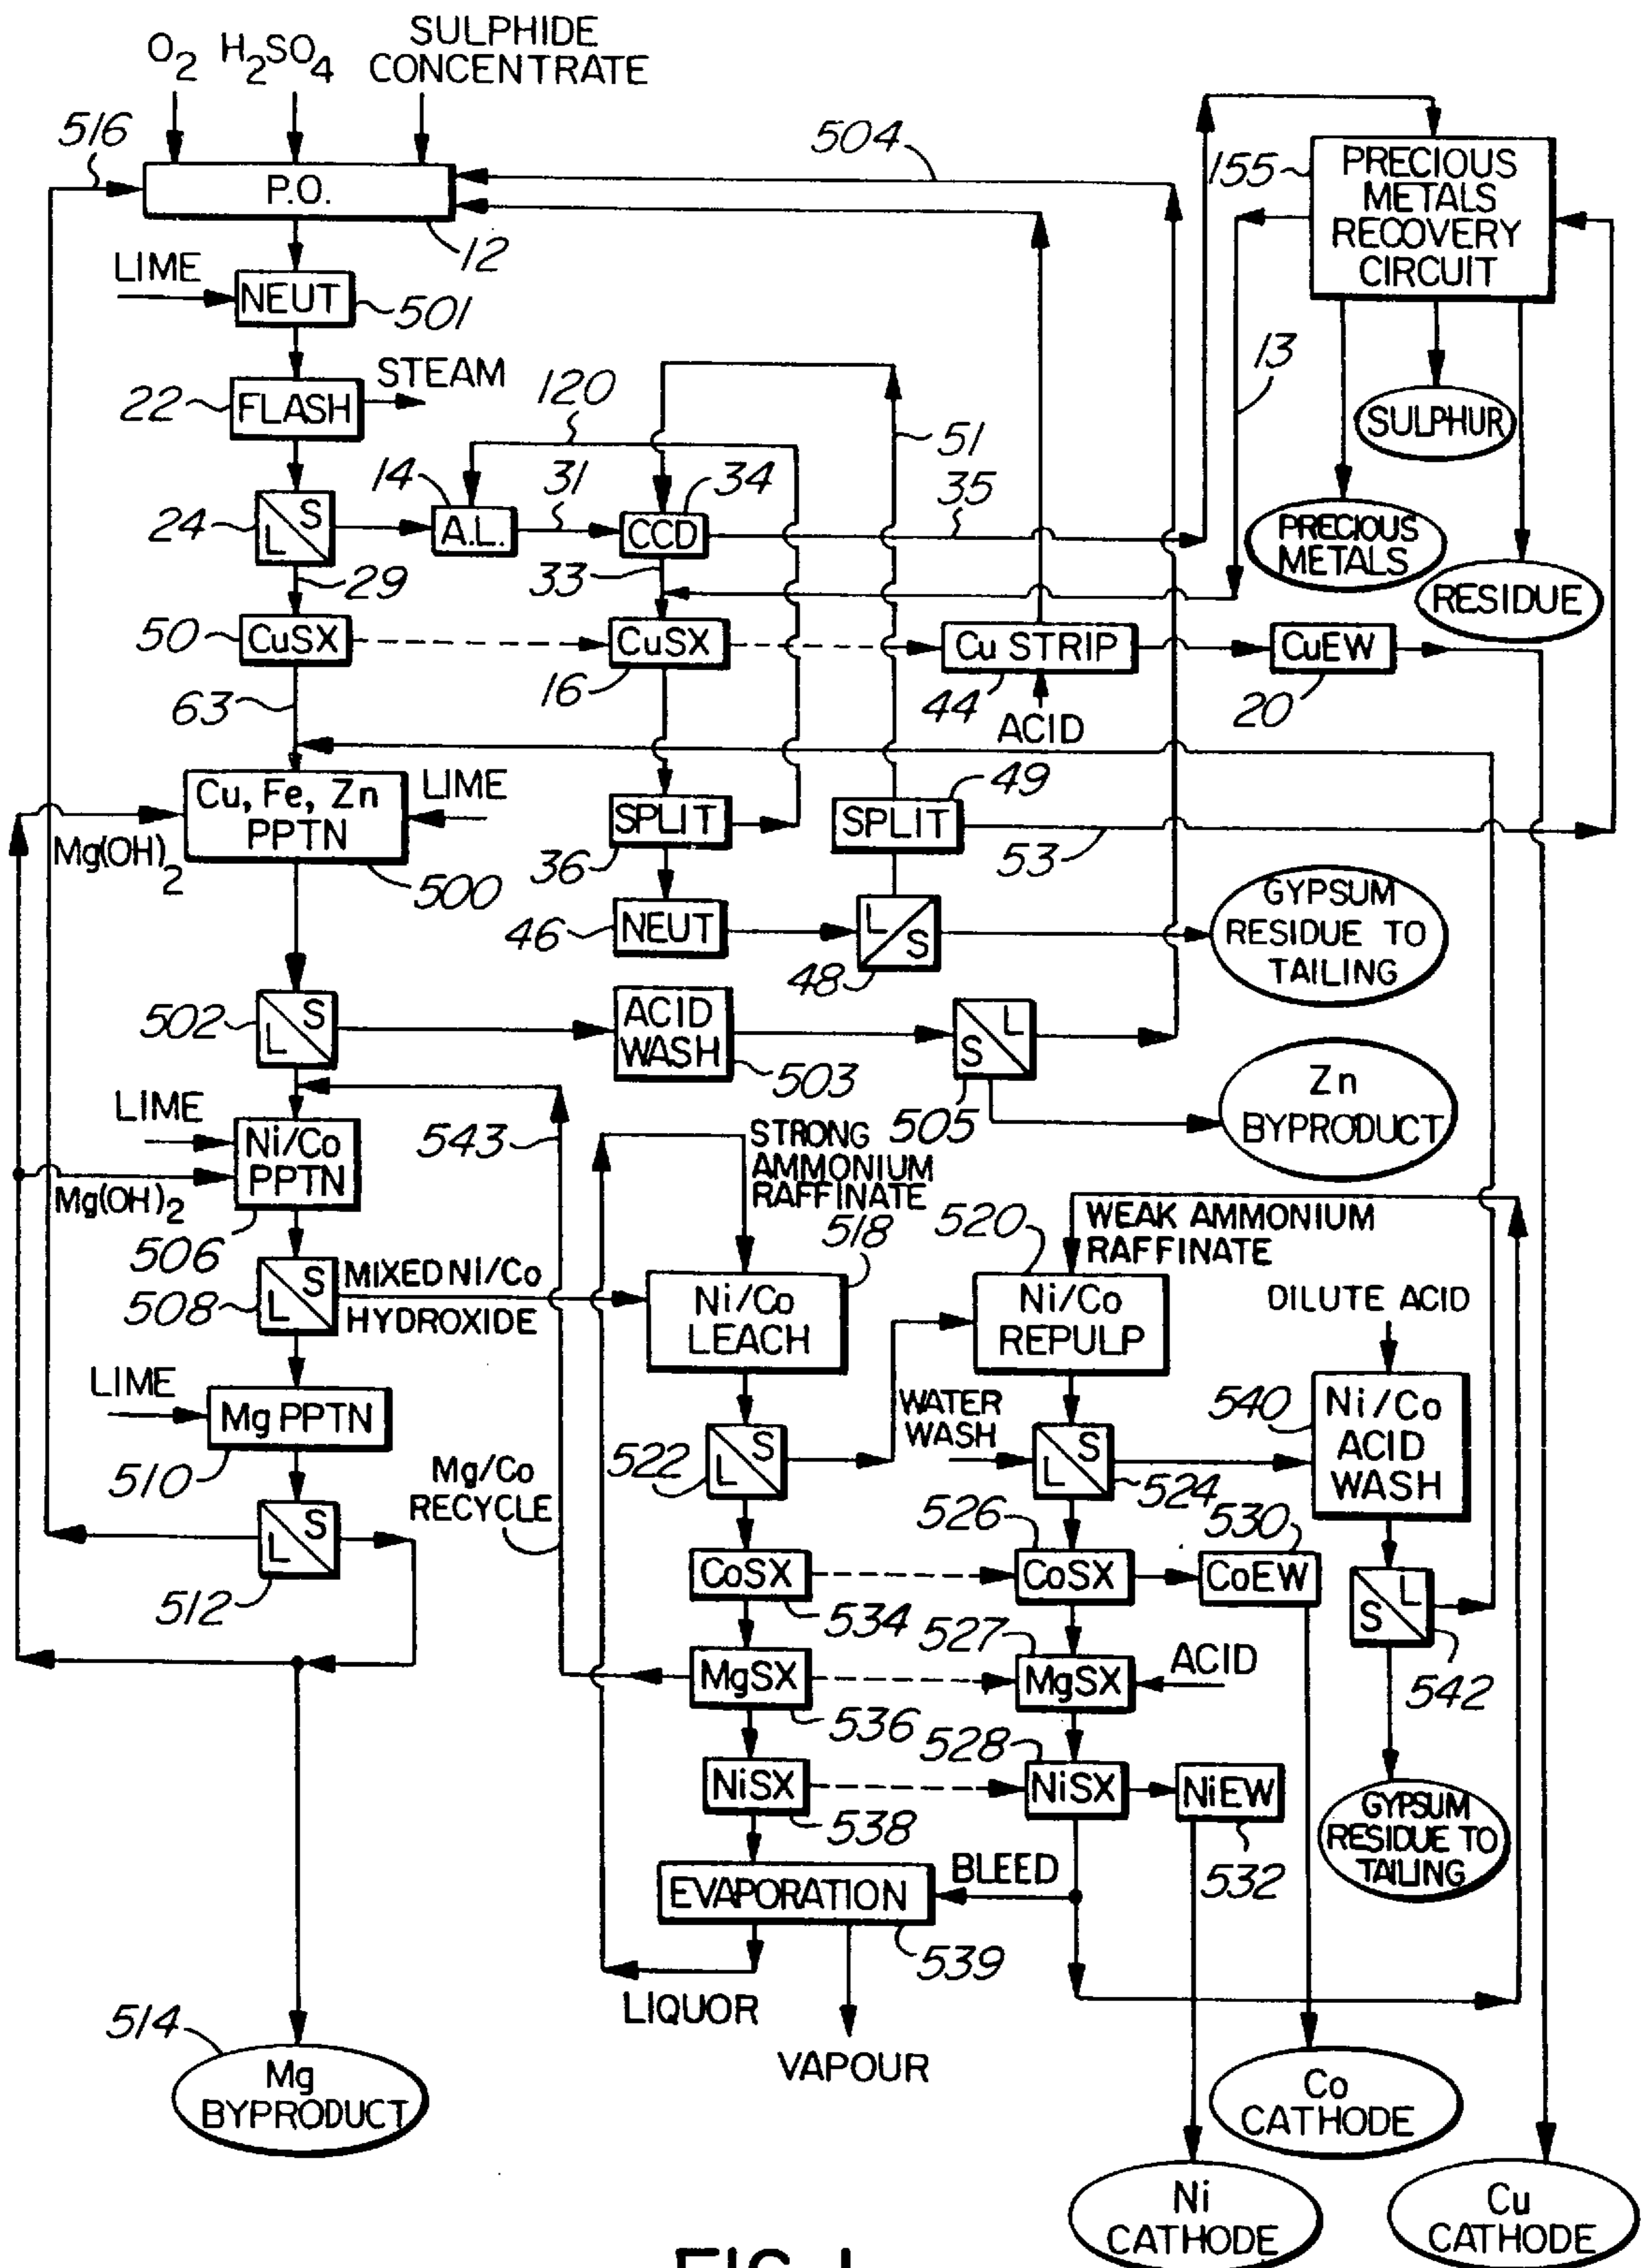 SULPHIDE
CONCENTRATE
O2 H2SO4
516
504
155
PRECIOUS
METALS
RECOVERY
CIRCUIT
P.O.
12
LIME
NEUT
501
13
STEAM
22
FLASH
120
51
SULPHUR
14
31
34
35
24
L S
A.L.
CCD
PRECIOUS
METALS
29
33
RESIDUE
50
CuSX
CuSX
Cu STRIP
CuEW
63
16
44
ACID
20
Cu, Fe, Zn
PPTN
LIME
49
SPLIT
SPLIT
Mg(OH)2
500
36
53
GYPSUM
RESIDUE TO
TAILING
46
NEUT
L S
48
502
L S
ACID
WASH
503
S L
505
Zn
BYPRODUCT
LIME
543
Ni/Co
PPTN
STRONG
AMMONIUM
RAFFINATE
Mg(OH)2
506
518
520
WEAK AMMONIUM
RAFFINATE
508
L S
MIXED Ni/Co
HYDROXIDE
Ni/Co
LEACH
Ni/Co
REPULP
DILUTE ACID
LIME
Mg PPTN
510
WATER
WASH
540
Ni/Co
ACID
WASH
522
L S
L S
524
Mg/Co
RECYCLE
526
530
L S
512
CoSX
CoSX
CoEW
S L
534
527
542
MgSX
MgSX
ACID
536
528
NiSX
NiSX
NiEW
538
532
GYPSUM
RESIDUE TO
TAILING
EVAPORATION
BLEED
539
LIQUOR
514
VAPOUR
Mg
BYPRODUCT
Co
CATHODE
Ni
CATHODE
Cu
CATHODE